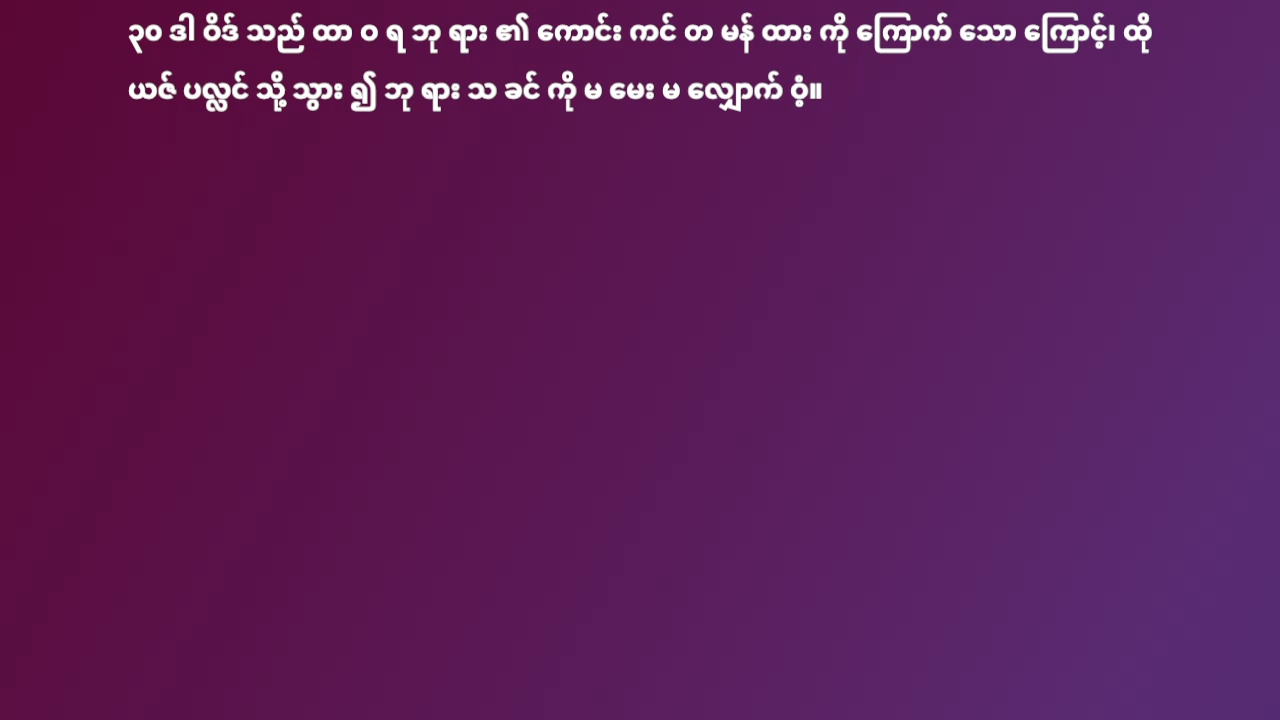 ၃၀ ဒါ ဝိဒ် သည် ထာ ဝ ရ ဘု ရား ၏ ကောင်း ကင် တ မန် ထား ကို ကြောက် သော ကြောင့်၊ ထို
ယဇ် ပလ္လင် သို့ သွား ၍ ဘု ရား သ ခင် ကို မ မေး မ လျှောက် ဝံ့။